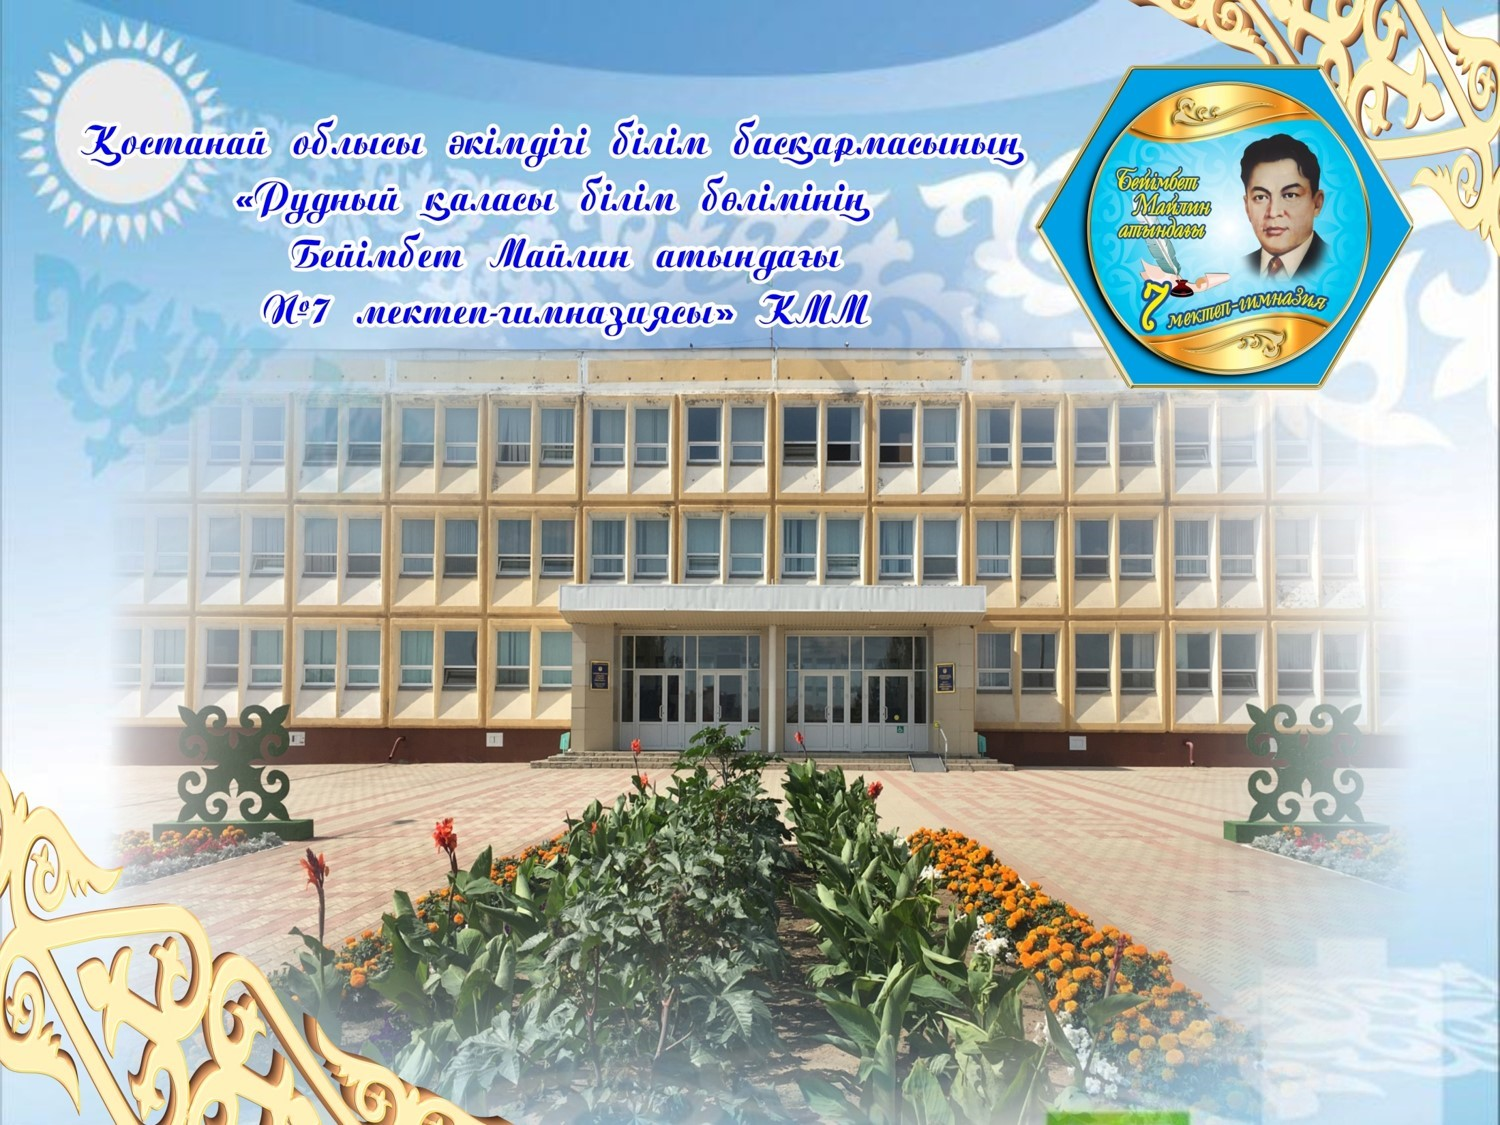 Қостанай облысы әкімдігі білім басқармасының
«Рудный қаласы білім бөлімінің
Бейімбет Майлин атындағы
№7 мектеп-гимназиясы» КММ
Бейімбет
Майлин
атындағы
7 мектеп-гимназия